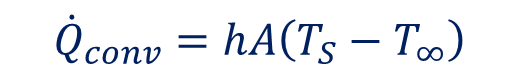 Q̇conv = hA(TS − T∞)